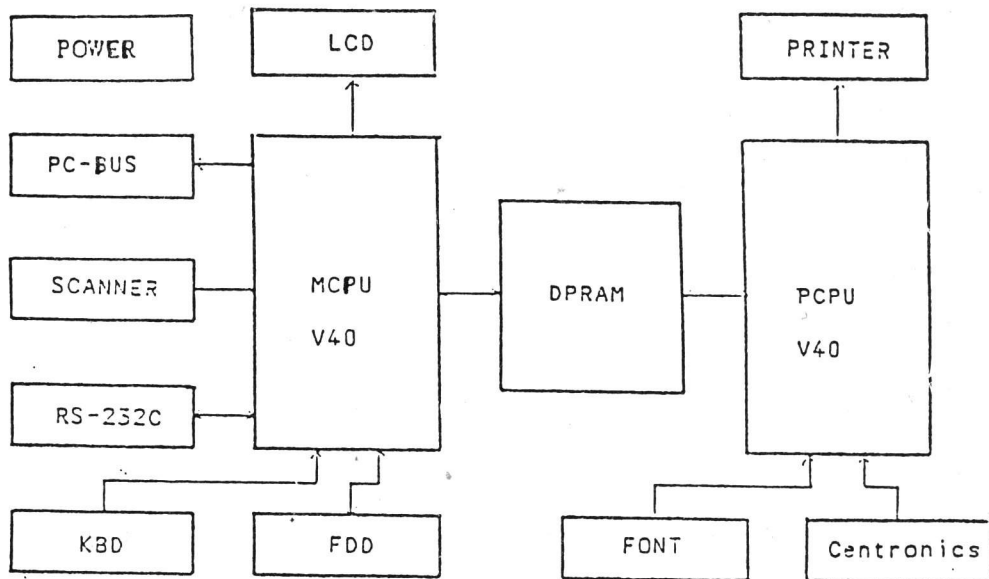 POWER
LCD
PRINTER
PC-BUS
SCANNER
MCPU
V40
DPRAM
PCPU
V40
RS-232C
KBD
FDD
FONT
Centronics